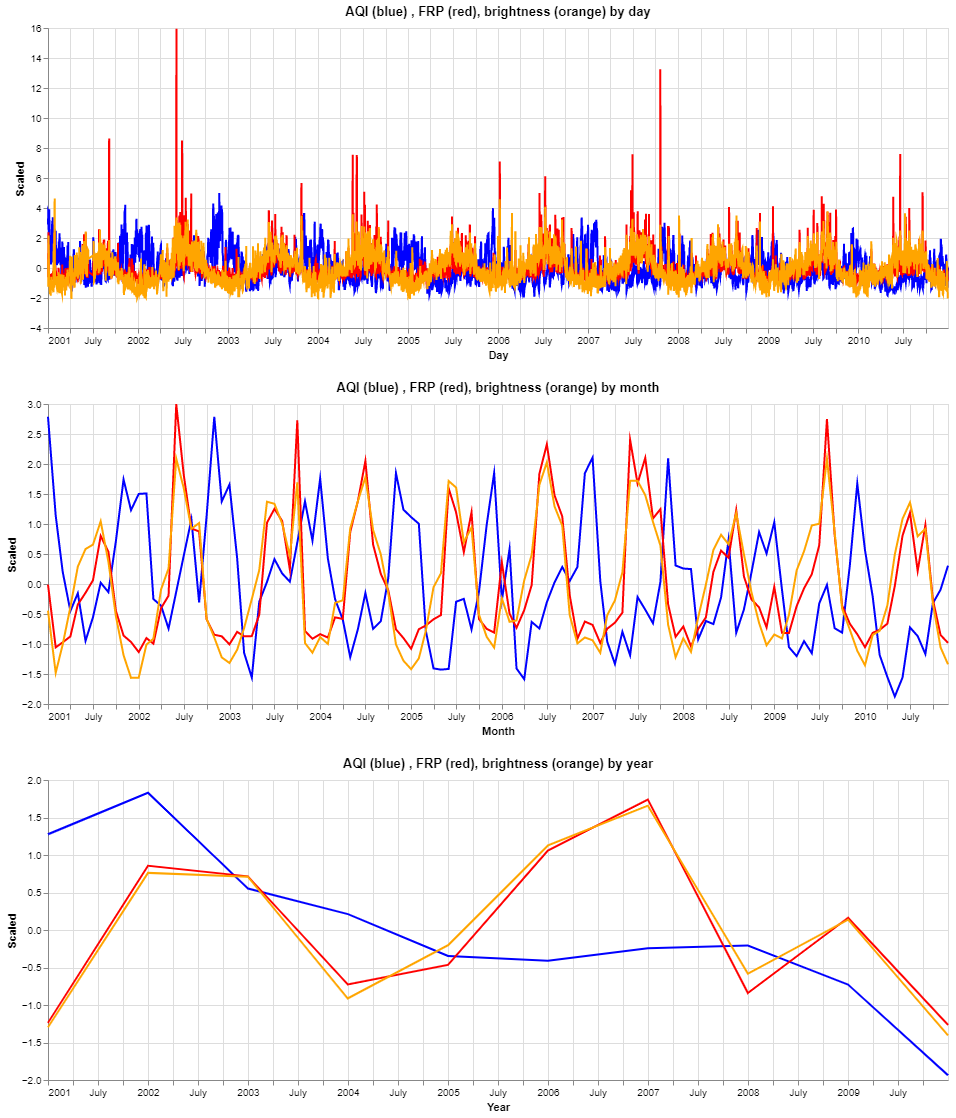 AQI (blue) , FRP (red), brightness (orange) by day
16
14
12
10
8
6
4
2
0
−2
−4
Scaled
2001 July 2002 July 2003 July 2004 July 2005 July 2006 July 2007 July 2008 July 2009 July 2010 July
Day
AQI (blue) , FRP (red), brightness (orange) by month
3.0
2.5
2.0
1.5
1.0
0.5
0.0
−0.5
−1.0
−1.5
−2.0
Scaled
2001 July 2002 July 2003 July 2004 July 2005 July 2006 July 2007 July 2008 July 2009 July 2010 July
Month
AQI (blue) , FRP (red), brightness (orange) by year
2.0
1.5
1.0
0.5
0.0
−0.5
−1.0
−1.5
−2.0
Scaled
2001 July 2002 July 2003 July 2004 July 2005 July 2006 July 2007 July 2008 July 2009 July
Year